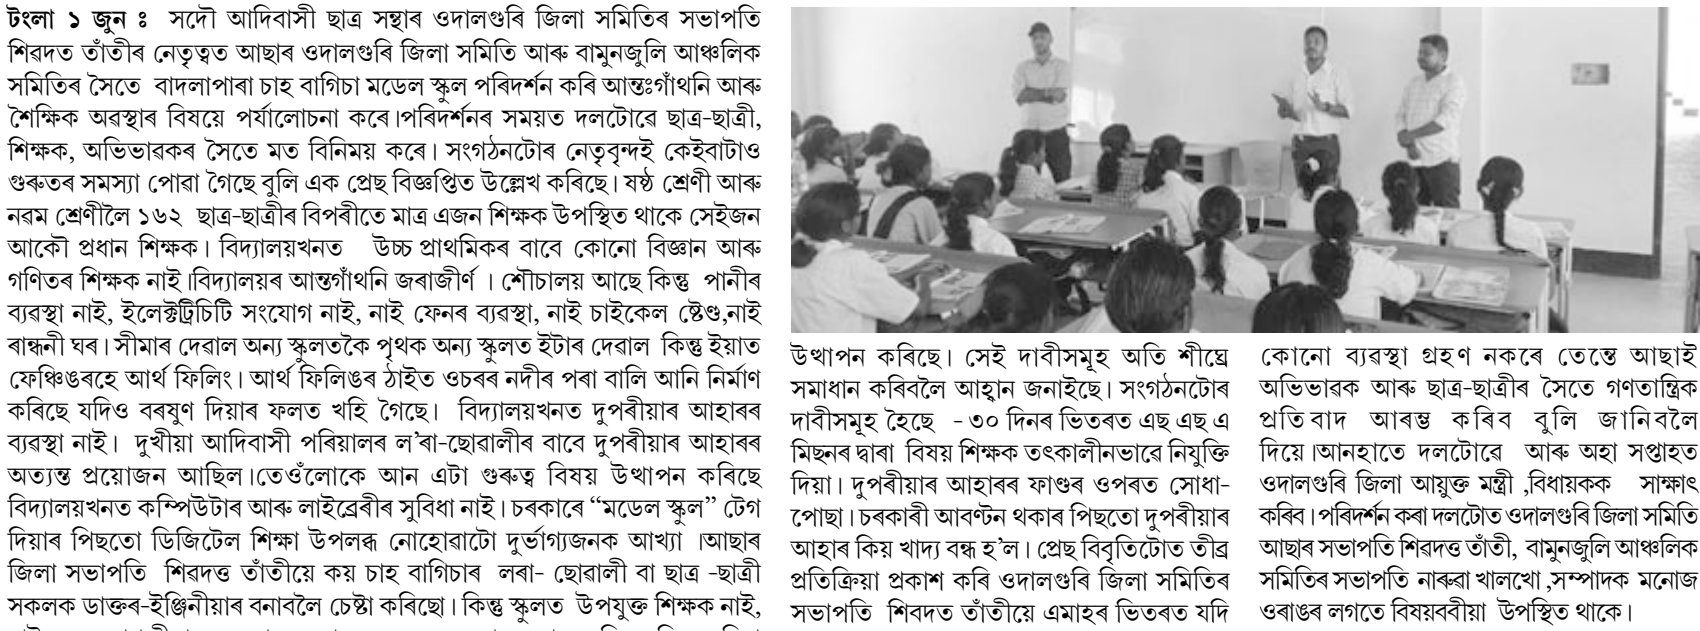 টংলা ১ জুন ঃ সদৌ আদিবাসী ছাত্ৰ সন্থাৰ ওদালগুৰি জিলা সমিতিৰ সভাপতি
শিৱদত তাঁতীৰ নেতৃত্বত আছাৰ ওদালগুৰি জিলা সমিতি আৰু বামুনজুলি আঞ্চলিক
সমিতিৰ সৈতে বাদলাপাৰা চাহ বাগিচা মডেল স্কুল পৰিদৰ্শন কৰি আন্তঃগাঁথনি আৰু
শৈক্ষিক অৱস্থাৰ বিষয়ে পৰ্যালোচনা কৰে।পৰিদৰ্শনৰ সময়ত দলটোৱে ছাত্ৰ-ছাত্ৰী,
শিক্ষক, অভিভাৱকৰ সৈতে মত বিনিময় কৰে। সংগঠনটোৰ নেতৃবৃন্দই কেইবাটাও
গুৰুতৰ সমস্যা পোৱা গৈছে বুলি এক প্ৰেছ বিজ্ঞপ্তিত উল্লেখ কৰিছে। ষষ্ঠ শ্ৰেণী আৰু
নৱম শ্ৰেণীলৈ ১৬২ ছাত্ৰ-ছাত্ৰীৰ বিপৰীতে মাত্ৰ এজন শিক্ষক উপস্থিত থাকে সেইজন
আকৌ প্ৰধান শিক্ষক। বিদ্যালয়খনত উচ্চ প্ৰাথমিকৰ বাবে কোনো বিজ্ঞান আৰু
গণিতৰ শিক্ষক নাই।বিদ্যালয়ৰ আন্তগাঁথনি জৰাজীৰ্ণ । শৌচালয় আছে কিন্তু পানীৰ
ব্যৱস্থা নাই, ইলেক্ট্ৰিচিটি সংযোগ নাই, নাই ফেনৰ ব্যৱস্থা, নাই চাইকেল ষ্টেণ্ড,নাই
ৰান্ধনী ঘৰ। সীমাৰ দেৱাল অন্য স্কুলতকৈ পৃথক অন্য স্কুলত ইটাৰ দেৱাল কিন্তু ইয়াত
ফেঞ্চিঙৰহে আৰ্থ ফিলিং। আৰ্থ ফিলিঙৰ ঠাইত ওচৰৰ নদীৰ পৰা বালি আনি নিৰ্মাণ
কৰিছে যদিও বৰষুণ দিয়াৰ ফলত খহি গৈছে। বিদ্যালয়খনত দুপৰীয়াৰ আহাৰৰ
ব্যৱস্থা নাই। দুখীয়া আদিবাসী পৰিয়ালৰ ল’ৰা-ছোৱালীৰ বাবে দুপৰীয়াৰ আহাৰৰ
অত্যন্ত প্ৰয়োজন আছিল।তেওঁলোকে আন এটা গুৰুত্ব বিষয় উত্থাপন কৰিছে
বিদ্যালয়খনত কম্পিউটাৰ আৰু লাইব্ৰেৰীৰ সুবিধা নাই। চৰকাৰে “মডেল স্কুল” টেগ
দিয়াৰ পিছতো ডিজিটেল শিক্ষা উপলব্ধ নোহোৱাটো দুৰ্ভাগ্যজনক আখ্যা ।আছাৰ
জিলা সভাপতি শিৱদত্ত তাঁতীয়ে কয় চাহ বাগিচাৰ লৰা- ছোৱালী বা ছাত্ৰ -ছাত্ৰী
সকলক ডাক্তৰ-ইঞ্জিনীয়াৰ বনাবলৈ চেষ্টা কৰিছো। কিন্তু স্কুলত উপযুক্ত শিক্ষক নাই,
উত্থাপন কৰিছে। সেই দাবীসমূহ অতি শীঘ্ৰে
সমাধান কৰিবলৈ আহ্বান জনাইছে। সংগঠনটোৰ
দাবীসমূহ হৈছে - ৩০ দিনৰ ভিতৰত এছ এছ এ
মিছনৰ দ্বাৰা বিষয় শিক্ষক তৎকালীনভাৱে নিযুক্তি
দিয়া। দুপৰীয়াৰ আহাৰৰ ফাণ্ডৰ ওপৰত সোধা-
পোছা। চৰকাৰী আবণ্টন থকাৰ পিছতো দুপৰীয়াৰ
আহাৰ কিয় খাদ্য বন্ধ হ’ল। প্ৰেছ বিবৃতিটোত তীব্ৰ
প্ৰতিক্ৰিয়া প্ৰকাশ কৰি ওদালগুৰি জিলা সমিতিৰ
সভাপতি শিবদত তাঁতীয়ে এমাহৰ ভিতৰত যদি
কোনো ব্যৱস্থা গ্ৰহণ নকৰে তেন্তে আছাই
অভিভাৱক আৰু ছাত্ৰ-ছাত্ৰীৰ সৈতে গণতান্ত্ৰিক
প্ৰতিবাদ আৰম্ভ কৰিব বুলি জানিবলৈ
দিয়ে।আনহাতে দলটোৱে আৰু অহা সপ্তাহত
ওদালগুৰি জিলা আয়ুক্ত মন্ত্ৰী ,বিধায়কক সাক্ষাৎ
কৰিব। পৰিদৰ্শন কৰা দলটোত ওদালগুৰি জিলা সমিতি
আছাৰ সভাপতি শিৱদত্ত তাঁতী, বামুনজুলি আঞ্চলিক
সমিতিৰ সভাপতি নাৰুৱা খালখো ,সম্পাদক মনোজ
ওৰাঙৰ লগতে বিষয়ববীয়া উপস্থিত থাকে।